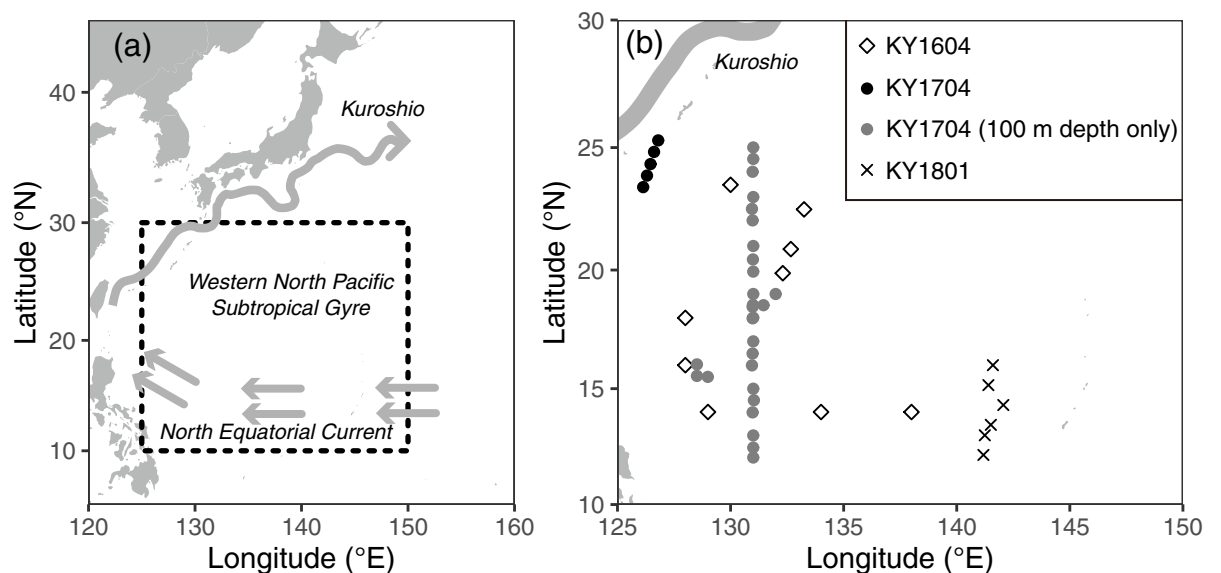 (a)
Kuroshio
Western North Pacific
Subtropical Gyre
North Equatorial Current
40
30
20
10
120
130
140
150
160
Latitude (°N)
Longitude (°E)
(b)
Kuroshio
KY1604
KY1704
KY1704 (100 m depth only)
KY1801
30
25
20
15
10
125
130
135
140
145
150
Latitude (°N)
Longitude (°E)